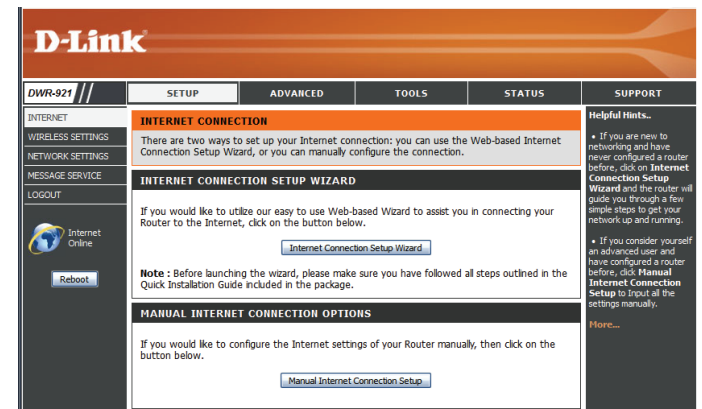 D-Link
DWR-921
SETUP
ADVANCED
TOOLS
STATUS
SUPPORT
INTERNET
WIRELESS SETTINGS
NETWORK SETTINGS
MESSAGE SERVICE
LOGOUT
Internet
Online
Reboot
INTERNET CONNECTION
There are two ways to set up your Internet connection: you can use the Web-based Internet
Connection Setup Wizard, or you can manually configure the connection.
INTERNET CONNECTION SETUP WIZARD
If you would like to utilize our easy to use Web-based Wizard to assist you in connecting your
Router to the Internet, click on the button below.
Internet Connection Setup Wizard
Note : Before launching the wizard, please make sure you have followed all steps outlined in the
Quick Installation Guide included in the package.
MANUAL INTERNET CONNECTION OPTIONS
If you would like to configure the Internet settings of your Router manually, then click on the
button below.
Manual Internet Connection Setup
Helpful Hints..
• If you are new to
networking and have
never configured a router
before, click on Internet
Connection Setup
Wizard and the router will
guide you through a few
simple steps to get your
network up and running.
• If you consider yourself
an advanced user and
have configured a router
before, click Manual
Internet Connection
Setup to Input all the
settings manually.
More...